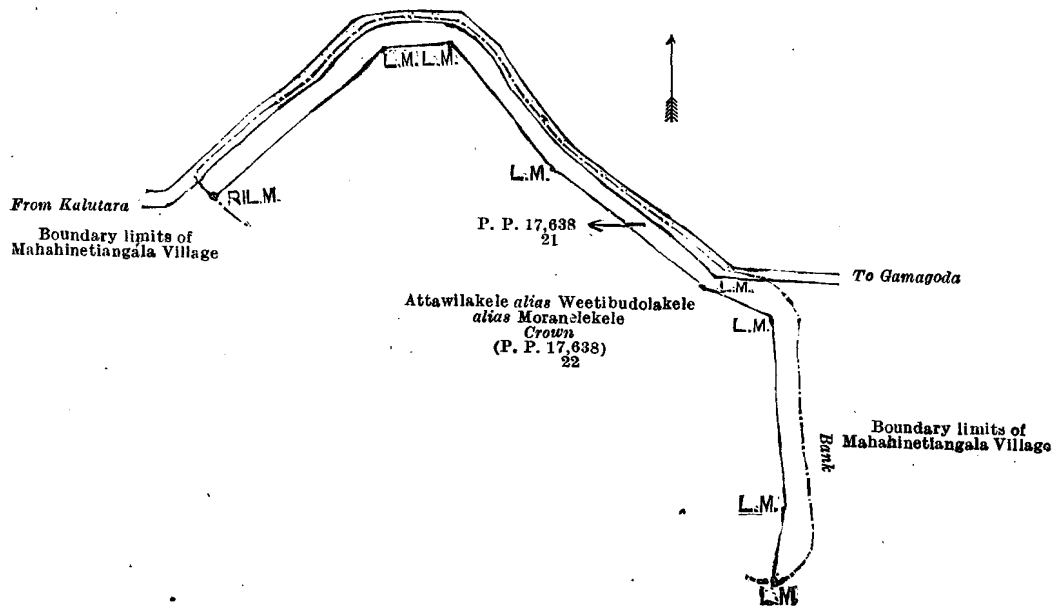 L.M. L.M.
L.M.
RIL.M.
From Kalutara
Boundary limits of
Mahahinetiangala Village
P. P. 17,638
21
To Gamagoda
L.M.
Attawilakele alias Weetibudolakele
alias Moranelekele
Crown
(P. P. 17,638)
22
L.M.
Boundary limits of
Mahahinetiangala Village
Bank
L.M.
L.M.